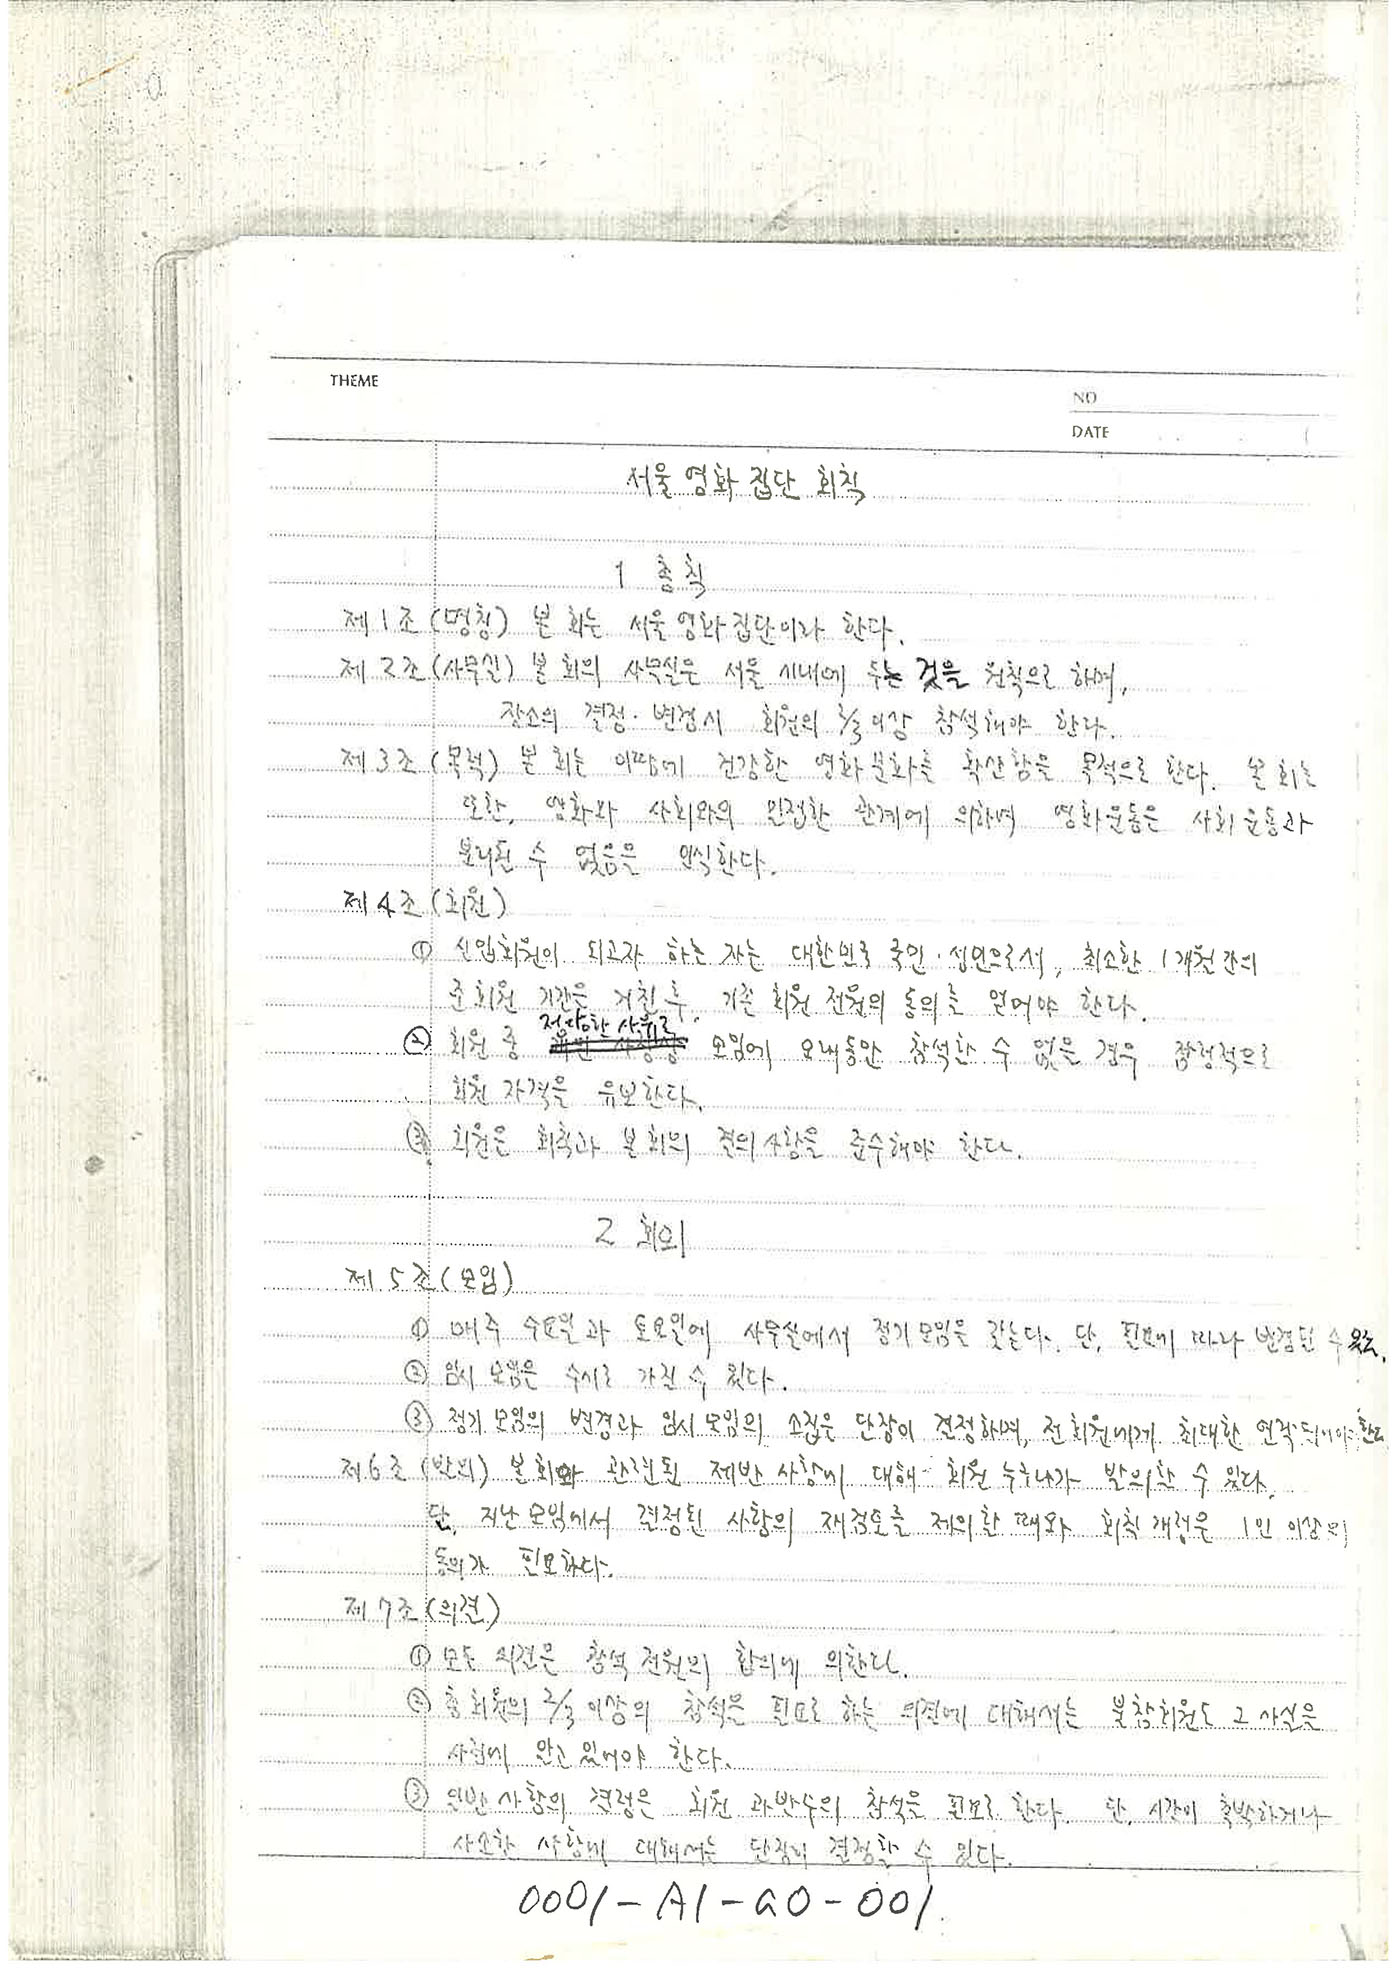 THEME
NO
DATE
서울영화집단 회칙
1 총칙
제1조 (명칭) 본 회는 서울영화집단이라 한다.
제2조 (사무실) 본 회의 사무실은 서울 시내에 두는 것을 원칙으로 하며,
장소의 결정·변경시 회원의 2/3 이상 참석해야 한다.
제3조 (목적) 본 회는 이땅에 건강한 영화문화를 확산함을 목적으로 한다. 본 회는
또한, 영화와 사회와의 밀접한 관계에 의하여 영화운동은 사회운동과
분리될 수 없음을 인식한다.
제4조 (회원)
① 신입회원이 되고자 하는 자는 대한민국 국민·성인으로서, 최소한 1개월간의
준회원 기간을 거친 후, 기존 회원 전원의 동의를 얻어야 한다.
정당한 사유로
② 회원 중 모임에 오래동안 참석할 수 없을 경우 잠정적으로
회원 자격을 유보한다.
③ 회원은 회칙과 본 회의 결의사항을 준수해야 한다.
2 회의
제5조 (모임)
① 매주 수요일과 토요일에 사무실에서 정기모임을 갖는다. 단, 필요에 따라 변경될 수 있음.
② 임시 모임은 수시로 가질 수 있다.
③ 정기모임의 변경과 임시모임의 소집은 단장이 결정하며, 전 회원에게 최대한 연락되어야 한다
제6조 (발의) 본 회와 관련된 제반 사항에 대해 회원 누구나가 발의할 수 있다.
단, 지난 모임에서 결정된 사항의 재검토를 제의할 때와 회칙개정은 1인 이상의
동의가 필요하다.
제7조 (의결)
① 모든 의결은 참석 전원의 합의에 의한다.
② 총 회원의 2/3 이상의 참석을 필요로 하는 의결에 대해서는 불참회원도 그 사실을
사전에 알고 있어야 한다.
③ 일반 사항의 결정은 회원 과반수의 참석을 필요로 한다. 단, 시간이 촉박하거나
사소한 사항에 대해서는 단장이 결정할 수 있다.
0001-A1-a0-001